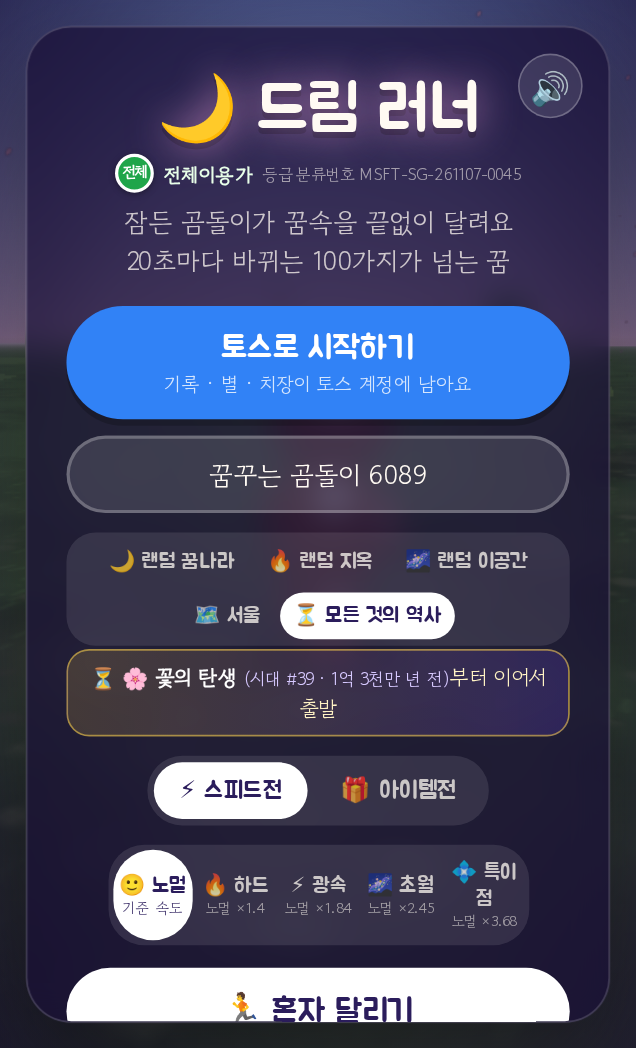 드림 러너
전체 전체이용가 등급분류번호 MSFT-SG-261107-0045
잠든 곰돌이가 꿈속을 끝없이 달려요
20초마다 바뀌는 100가지가 넘는 꿈
토스로 시작하기
기록 · 별 · 치장이 토스 계정에 남아요
꿈꾸는 곰돌이 6089
랜덤 꿈나라 랜덤 지옥 랜덤 이공간
서울 모든 것의 역사
꽃의 탄생 (시대 #39 · 1억 3천만 년 전)부터 이어서
출발
스피드전 아이템전
노멀 하드 광속 초월 특이
점
기준 속도 노멀 ×1.4 노멀 ×1.84 노멀 ×2.45 노멀 ×3.68
혼자 달리기